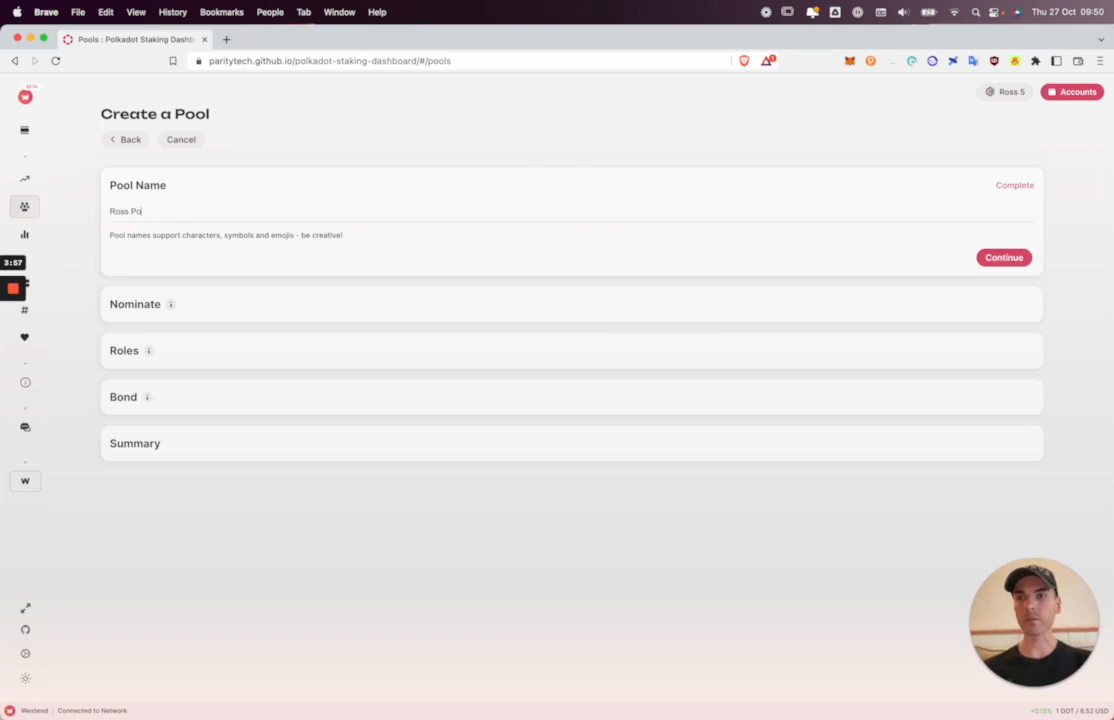 Brave File Edit View History Bookmarks People Tab Window Help Thu 27 Oct 09:50
Pools : Polkadot Staking Dashb
paritytech.github.io/polkadot-staking-dashboard/#/pools
BETA
Ross 5 Accounts
Create a Pool
Back Cancel
Pool Name Complete
Ross Po
Pool names support characters, symbols and emojis - be creative!
Continue
3:57
Nominate
Roles
Bond
Summary
W
Westend Connected to Network +0.15% 1 DOT / 6.52 USD